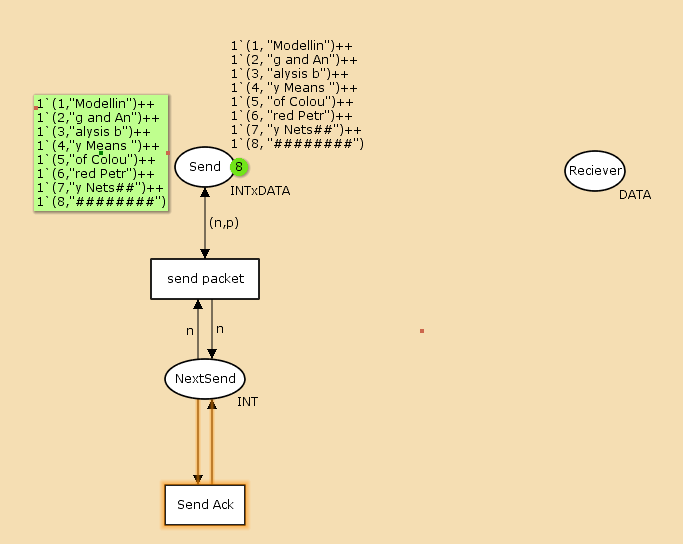 1`(1, "Modellin")++
1`(2, "g and An")++
1`(3, "alysis b")++
1`(4, "y Means ")++
1`(5, "of Colou")++
1`(6, "red Petr")++
1`(7, "y Nets##")++
1`(8, "########")
1`(1,"Modellin")++
1`(2,"g and An")++
1`(3,"alysis b")++
1`(4,"y Means ")++
1`(5,"of Colou")++
1`(6,"red Petr")++
1`(7,"y Nets##")++
1`(8,"########")
Send
8
INTxDATA
Reciever
DATA
(n,p)
send packet
n
n
NextSend
INT
Send Ack